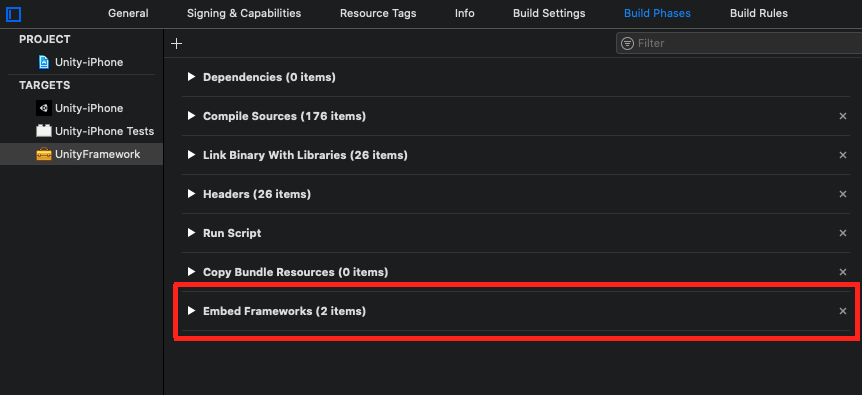 General Signing & Capabilities Resource Tags Info Build Settings Build Phases Build Rules
PROJECT
Unity-iPhone
TARGETS
Unity-iPhone
Unity-iPhone Tests
UnityFramework
+ Filter
Dependencies (0 items)
Compile Sources (176 items)
Link Binary With Libraries (26 items)
Headers (26 items)
Run Script
Copy Bundle Resources (0 items)
Embed Frameworks (2 items)